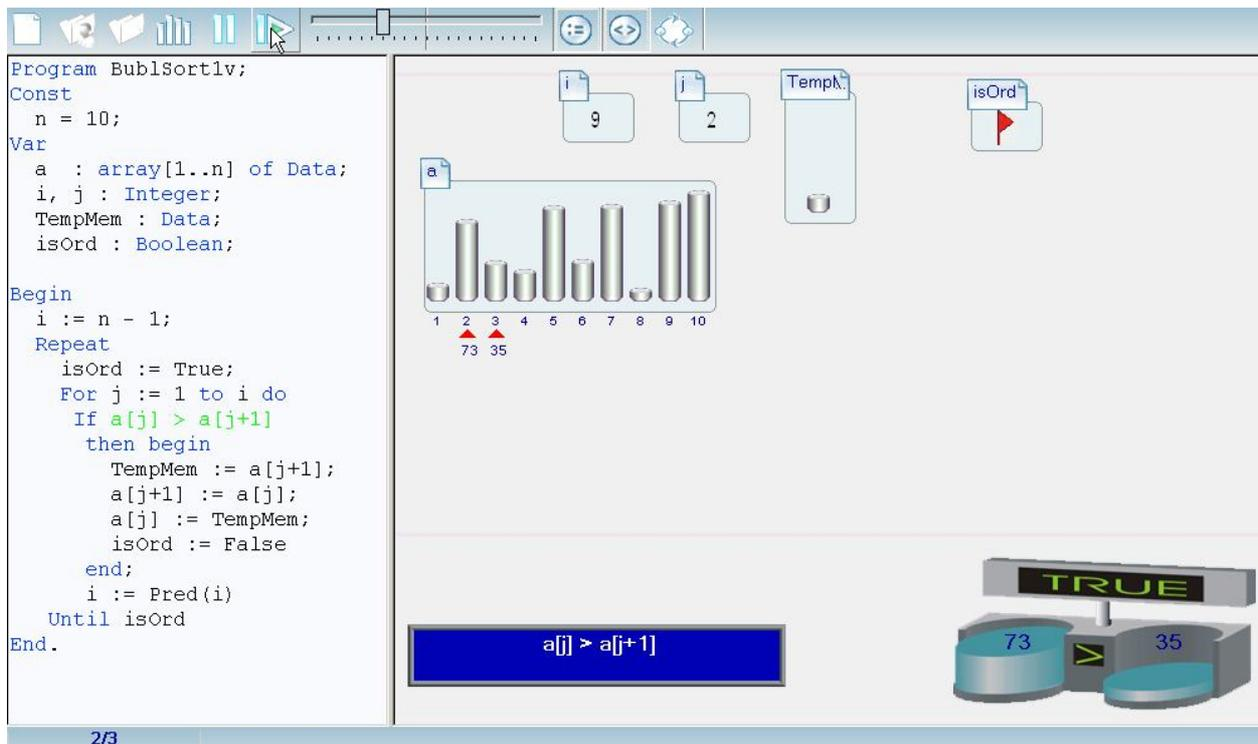 Program BublSort1v;
Const
n = 10;
Var
a : array[1..n] of Data;
i, j : Integer;
TempMem : Data;
isOrd : Boolean;
Begin
i := n - 1;
Repeat
isOrd := True;
For j := 1 to i do
If a[j] > a[j+1]
then begin
TempMem := a[j+1];
a[j+1] := a[j];
a[j] := TempMem;
isOrd := False
end;
i := Pred(i)
Until isOrd
End.
i
9
j
2
TempM.
isOrd
a
1 2 3 4 5 6 7 8 9 10
73 35
a[j] > a[j+1]
TRUE
73 > 35
2/3